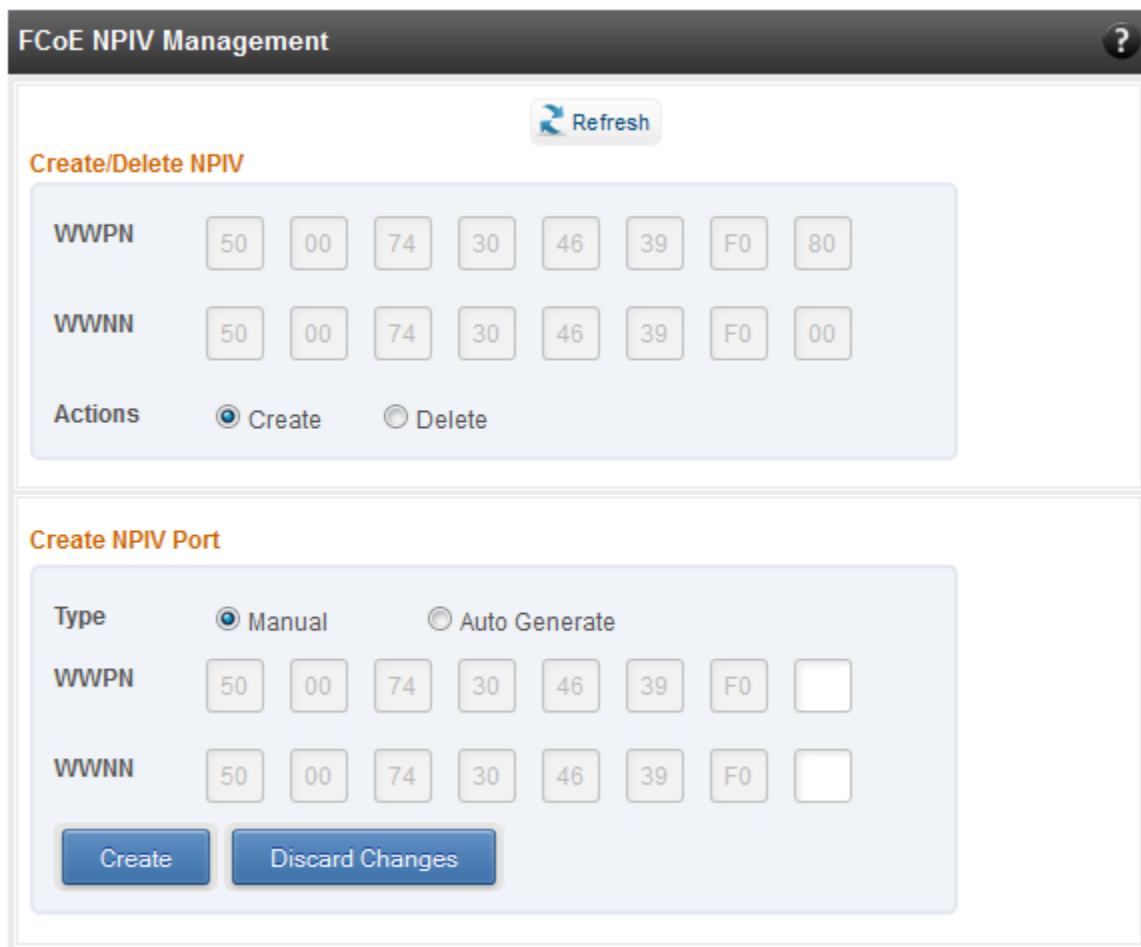 FCoE NPIV Management ?
Refresh
Create/Delete NPIV
WWPN 50 00 74 30 46 39 F0 80
WWNN 50 00 74 30 46 39 F0 00
Actions Create Delete
Create NPIV Port
Type Manual Auto Generate
WWPN 50 00 74 30 46 39 F0
WWNN 50 00 74 30 46 39 F0
Create Discard Changes